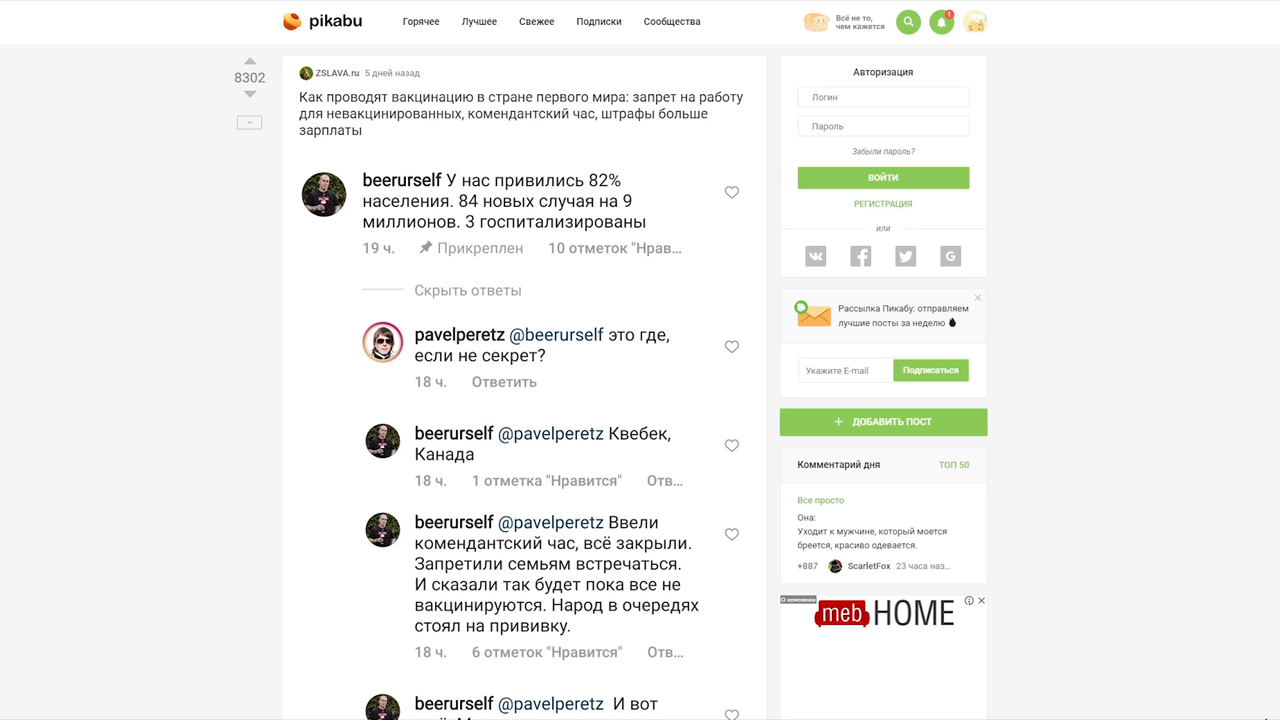 pikabu
Горячее
Лучшее
Свежее
Подписки
Сообщества
Всё не то,
чем кажется
1
8302
ZSLAVA.ru 5 дней назад
Как проводят вакцинацию в стране первого мира: запрет на работу
для невакцинированных, комендантский час, штрафы больше
зарплаты
beerurself У нас привились 82%
населения. 84 новых случая на 9
миллионов. 3 госпитализированы
19 ч. Прикреплен 10 отметок "Нрав...
Скрыть ответы
pavelperetz @beerurself это где,
если не секрет?
18 ч. Ответить
beerurself @pavelperetz Квебек,
Канада
18 ч. 1 отметка "Нравится" Отв...
beerurself @pavelperetz Ввели
комендантский час, всё закрыли.
Запретили семьям встречаться.
И сказали так будет пока все не
вакцинируются. Народ в очередях
стоял на прививку.
18 ч. 6 отметок "Нравится" Отв...
beerurself @pavelperetz И вот
Авторизация
Логин
Пароль
Забыли пароль?
ВОЙТИ
РЕГИСТРАЦИЯ
или
Рассылка Пикабу: отправляем
лучшие посты за неделю
Укажите E-mail
Подписаться
+ ДОБАВИТЬ ПОСТ
Комментарий дня ТОП 50
Все просто
Она:
Уходит к мужчине, который моется
бреется, красиво одевается.
+887 ScarletFox 23 часа наз...
О компании
meb HOME